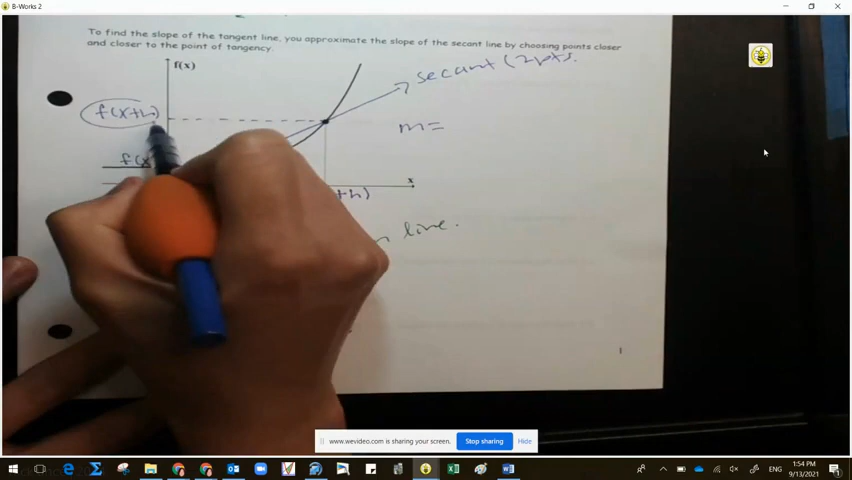 B-Works 2
To find the slope of the tangent line, you approximate the slope of the secant line by choosing points closer
and closer to the point of tangency.
f(x)
secant (2pts.
f(x+h)
m=
f(x
x
+h)
line.
1
www.wevideo.com is sharing your screen.
Stop sharing
Hide
ENG
1:54 PM
9/13/2021
1